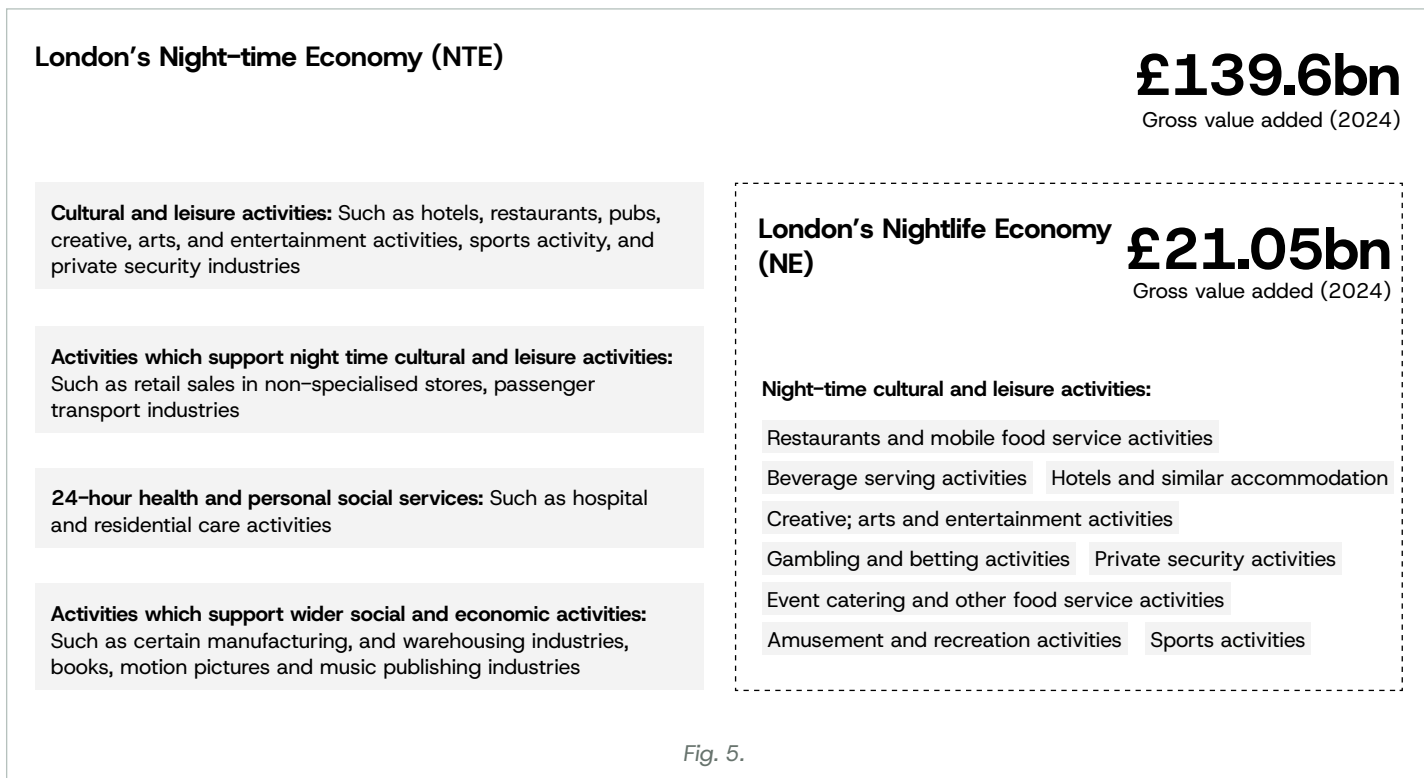 London's Night-time Economy (NTE)
£139.6bn
Gross value added (2024)
Cultural and leisure activities: Such as hotels, restaurants, pubs,
creative, arts, and entertainment activities, sports activity, and
private security industries
Activities which support night time cultural and leisure activities:
Such as retail sales in non-specialised stores, passenger
transport industries
24-hour health and personal social services: Such as hospital
and residential care activities
Activities which support wider social and economic activities:
Such as certain manufacturing, and warehousing industries,
books, motion pictures and music publishing industries
London's Nightlife Economy
(NE)
£21.05bn
Gross value added (2024)
Night-time cultural and leisure activities:
Restaurants and mobile food service activities
Beverage serving activities Hotels and similar accommodation
Creative; arts and entertainment activities
Gambling and betting activities Private security activities
Event catering and other food service activities
Amusement and recreation activities Sports activities
Fig. 5.